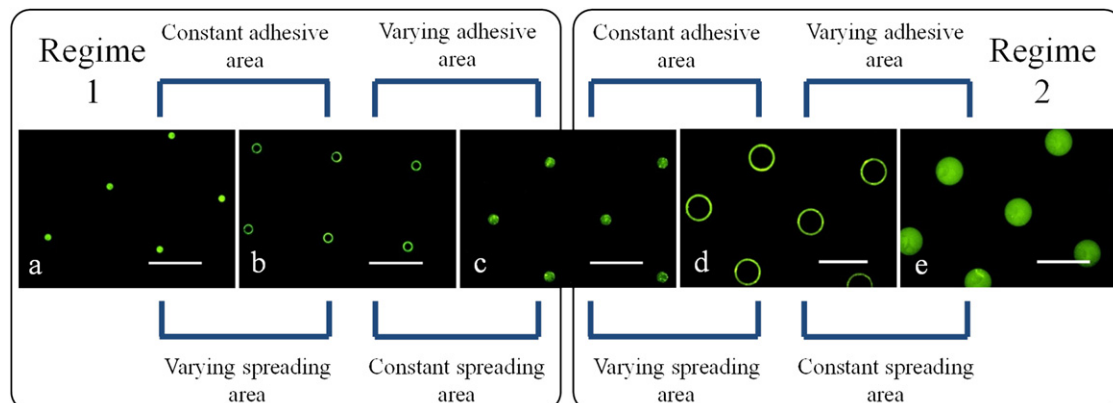 Regime
1
Constant adhesive
area
Varying adhesive
area
Constant adhesive
area
Varying adhesive
area
Regime
2
a
b
c
d
e
Varying spreading
area
Constant spreading
area
Varying spreading
area
Constant spreading
area